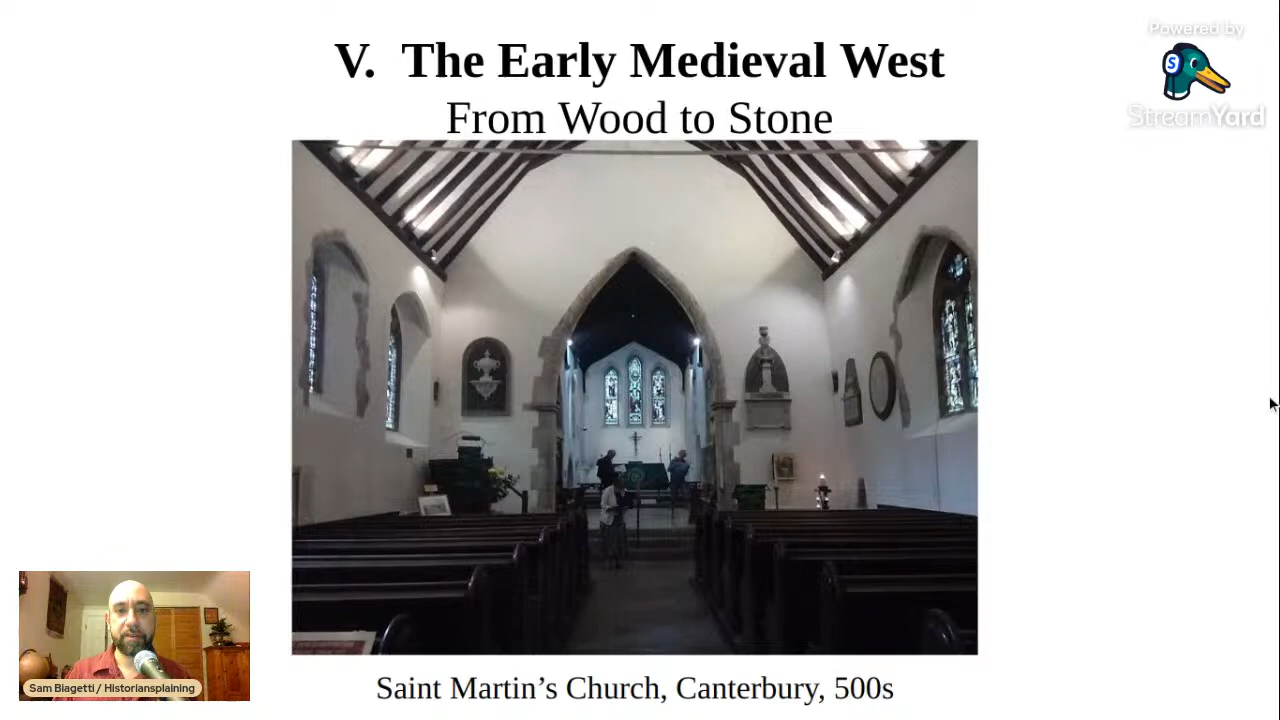 Powered by
V. The Early Medieval West
S
StreamYard
From Wood to Stone
Sam Biagetti / Historiansplaining
Saint Martin’s Church, Canterbury, 500s